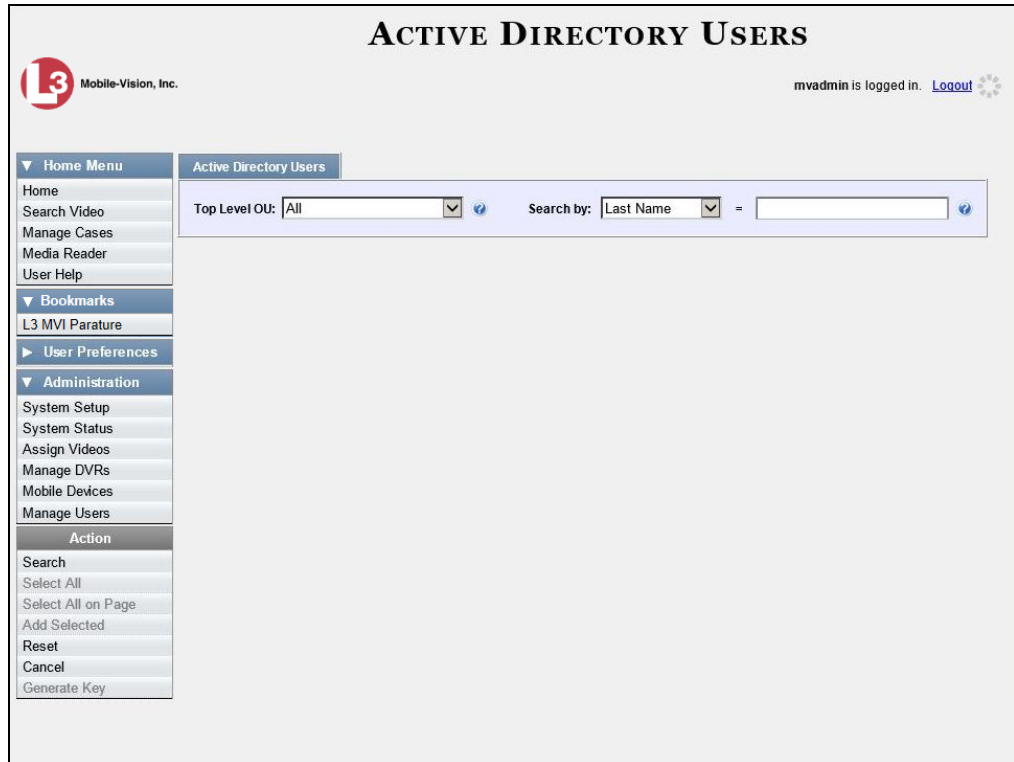 ACTIVE DIRECTORY USERS
L3 Mobile-Vision, Inc.
mvadmin is logged in. Logout
Home Menu
Home
Search Video
Manage Cases
Media Reader
User Help
Bookmarks
L3 MVI Parature
User Preferences
Administration
System Setup
System Status
Assign Videos
Manage DVRs
Mobile Devices
Manage Users
Action
Search
Select All
Select All on Page
Add Selected
Reset
Cancel
Generate Key
Active Directory Users
Top Level OU: All ? Search by: Last Name = ?